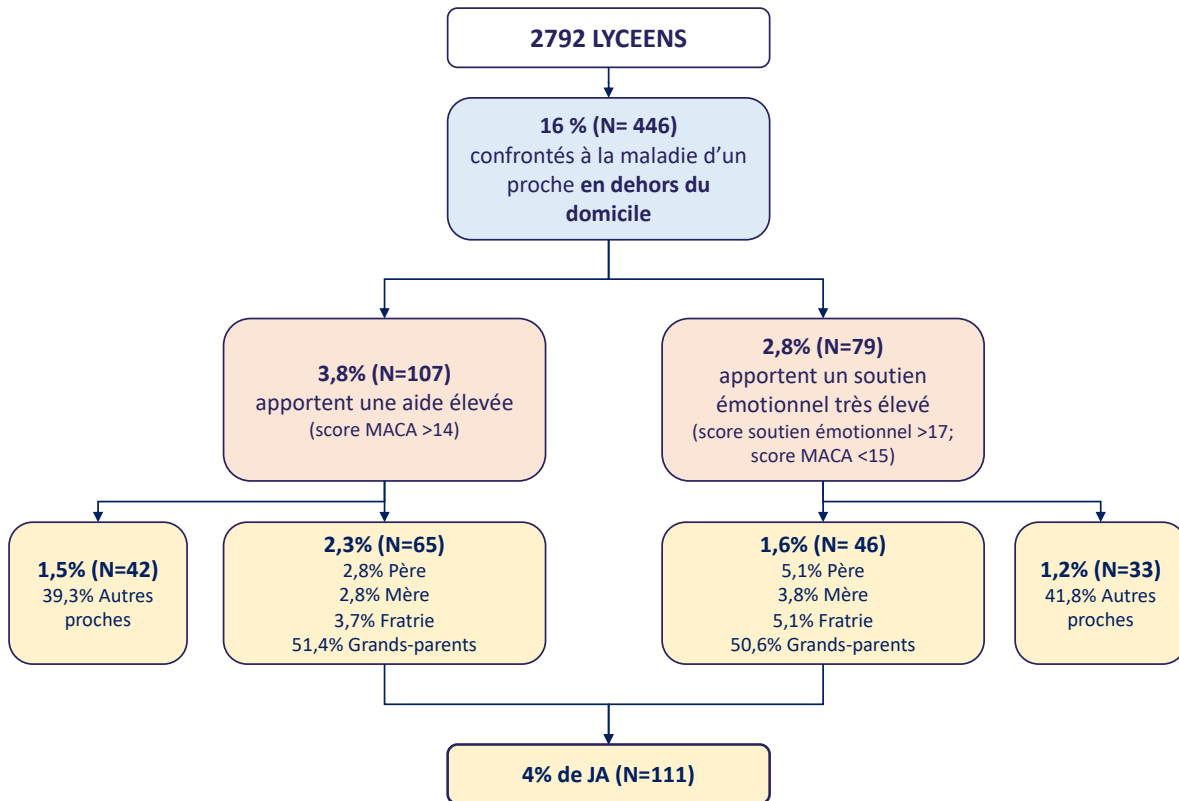 2792 LYCEENS
16 % (N= 446)
confrontés à la maladie d’un
proche en dehors du
domicile
3,8% (N=107)
apportent une aide élevée
(score MACA >14)
2,8% (N=79)
apportent un soutien
émotionnel très élevé
(score soutien émotionnel >17;
score MACA <15)
1,5% (N=42)
39,3% Autres
proches
2,3% (N=65)
2,8% Père
2,8% Mère
3,7% Fratrie
51,4% Grands-parents
1,6% (N= 46)
5,1% Père
3,8% Mère
5,1% Fratrie
50,6% Grands-parents
1,2% (N=33)
41,8% Autres
proches
4% de JA (N=111)